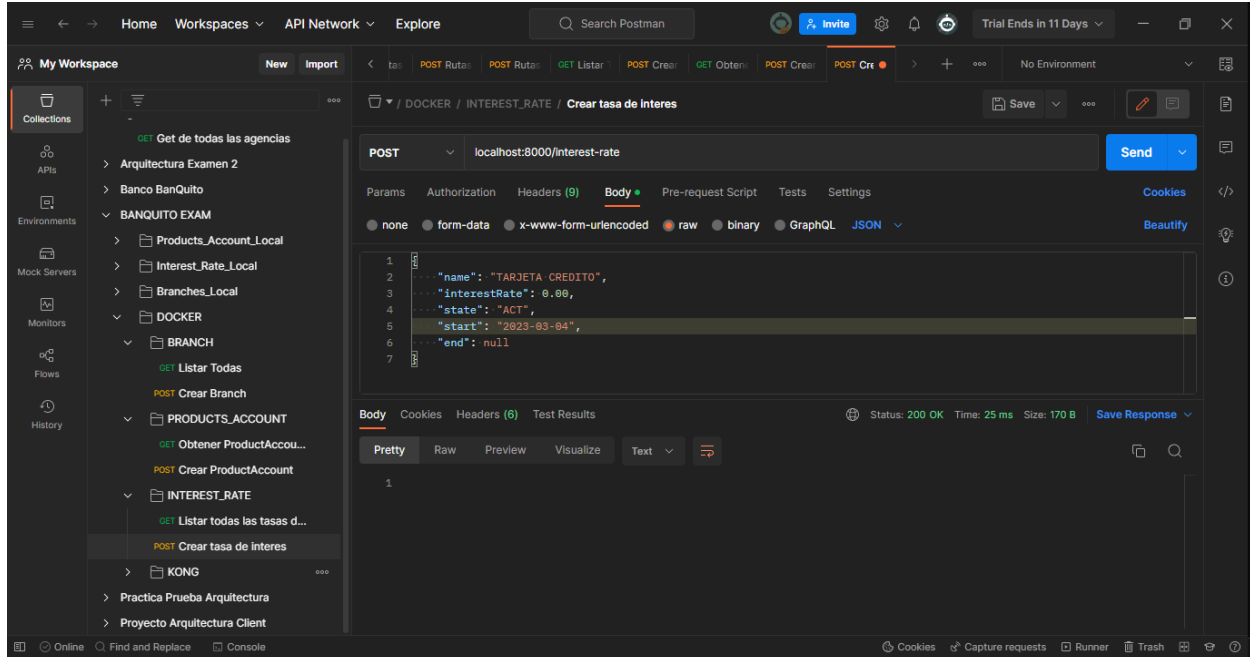 Home Workspaces API Network Explore Search Postman Invite Trial Ends in 11 Days
My Workspace New Import tas POST Rutas POST Rutas GET Listar POST Crear GET Obten POST Crear POST Cre No Environment
Collections
APIs
Environments
Mock Servers
Monitors
Flows
History
GET Get de todas las agencias
Arquitectura Examen 2
Banco BanQuito
BANQUITO EXAM
Products_Account_Local
Interest_Rate_Local
Branches_Local
DOCKER
BRANCH
GET Listar Todas
POST Crear Branch
PRODUCTS_ACCOUNT
GET Obtener ProductAccou...
POST Crear ProductAccount
INTEREST_RATE
GET Listar todas las tasas d...
POST Crear tasa de interes
KONG
Practica Prueba Arquitectura
Proyecto Arquitectura Client
/ DOCKER / INTEREST_RATE / Crear tasa de interes Save
POST localhost:8000/interest-rate Send
Params Authorization Headers (9) Body Pre-request Script Tests Settings Cookies
none form-data x-www-form-urlencoded raw binary GraphQL JSON Beautify
1 {
2 "name": "TARJETA CREDITO",
3 "interestRate": 0.00,
4 "state": "ACT",
5 "start": "2023-03-04",
6 "end": null
7 }
Body Cookies Headers (6) Test Results Status: 200 OK Time: 25 ms Size: 170 B Save Response
Pretty Raw Preview Visualize Text
1
Online Find and Replace Console Cookies Capture requests Runner Trash